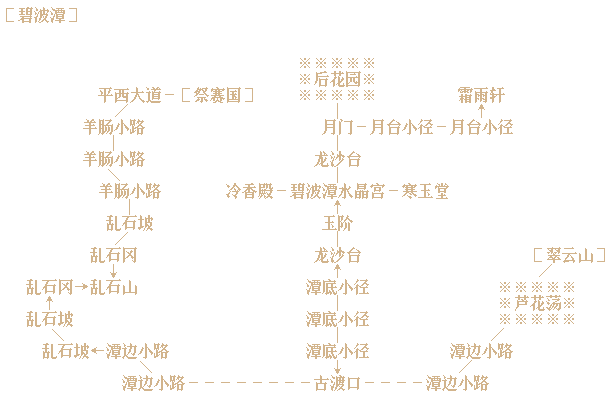 ［碧波潭］
※※※※※
※后花园※
平西大道－［祭赛国］ ※※※※※ 霜雨轩
羊肠小路 月门－月台小径－月台小径
羊肠小路 龙沙台
羊肠小路 冷香殿－碧波潭水晶宫－寒玉堂
乱石坡 玉阶
乱石冈 龙沙台 ［翠云山］
乱石冈→乱石山 潭底小径 ※※※※※
乱石坡 潭底小径 ※芦花荡※
※※※※※
乱石坡←潭边小路 潭底小径 潭边小路
潭边小路－－－－－－－－古渡口－－－－潭边小路